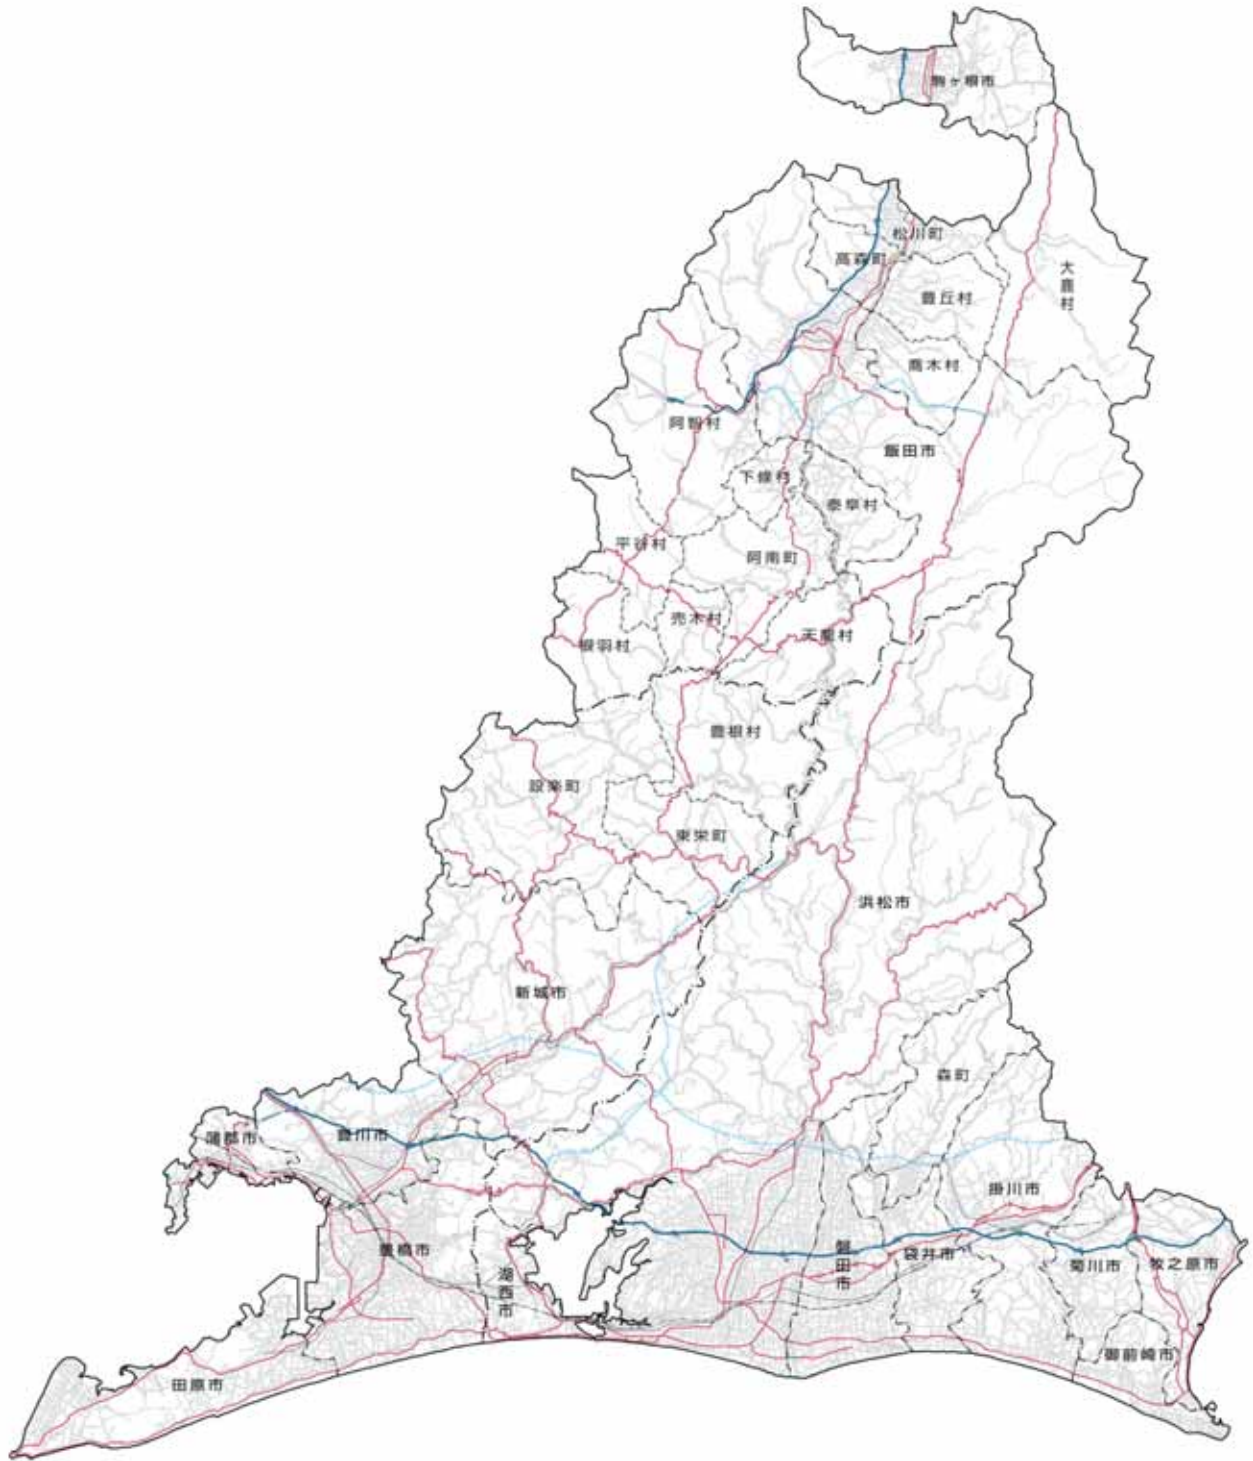 駒ヶ根市
松川町
高森町
大鹿村
豊丘村
喬木村
阿智村
飯田市
下條村
泰阜村
平谷村
阿南町
売木村
天龍村
根羽村
豊根村
設楽町
東栄町
浜松市
新城市
森町
蒲郡市
豊川市
掛川市
豊橋市
磐田市
袋井市
菊川市
牧之原市
湖西市
御前崎市
田原市